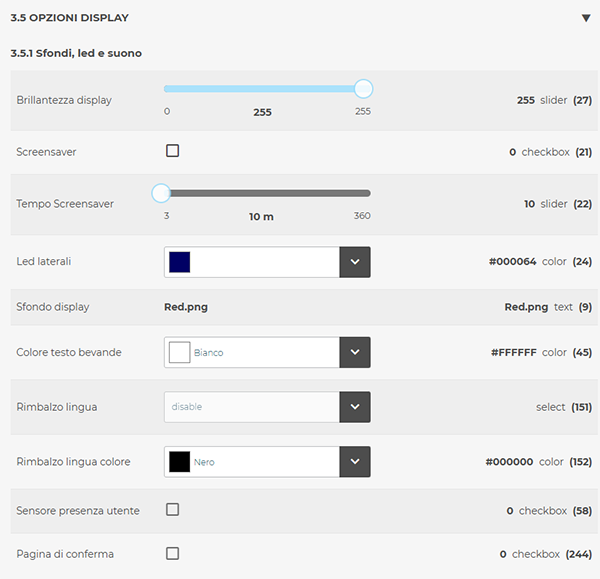 3.5 OPZIONI DISPLAY
3.5.1 Sfondi, led e suono
Brillantezza display 0 255 255 255 slider (27)
Screensaver 0 checkbox (21)
Tempo Screensaver 3 10 m 360 10 slider (22)
Led laterali #000064 color (24)
Sfondo display Red.png Red.png text (9)
Colore testo bevande Bianco #FFFFFF color (45)
Rimbalzo lingua disable select (151)
Rimbalzo lingua colore Nero #000000 color (152)
Sensore presenza utente 0 checkbox (58)
Pagina di conferma 0 checkbox (244)